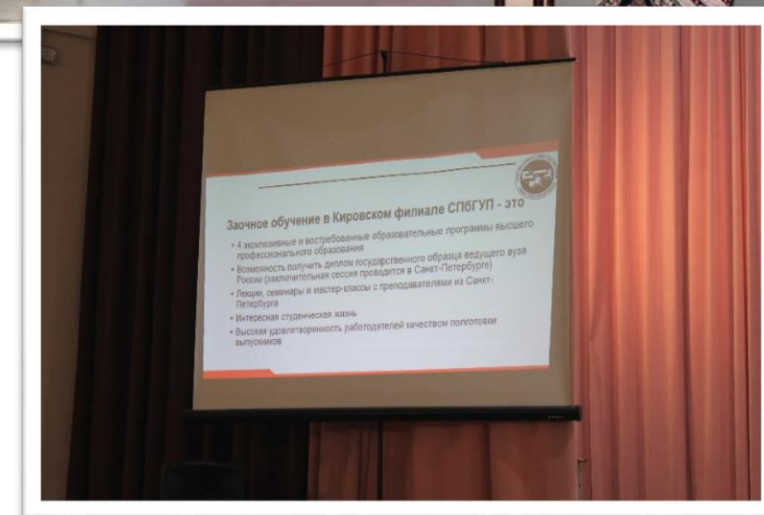 Заочное обучение в Кировском филиале СПбГУП - это
• 4 эксклюзивные и востребованные образовательные программы высшего
профессионального образования
• Возможность получить диплом государственного образца ведущего вуза
России (заключительная сессия проводится в Санкт-Петербурге)
• Лекции, семинары и мастер-классы с преподавателями из Санкт-
Петербурга
• Интересная студенческая жизнь
• Высокая удовлетворенность работодателей качеством подготовки
выпускников